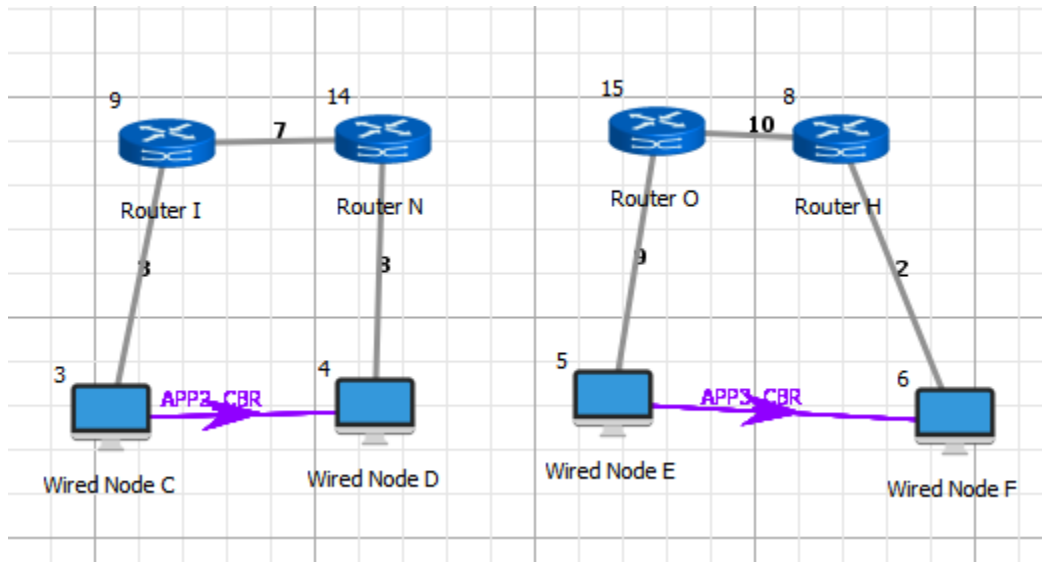 9
14
15
8
7
10
Router I
Router N
Router O
Router H
3
8
9
2
3
4
5
6
APP2_CBR
APP3_CBR
Wired Node C
Wired Node D
Wired Node E
Wired Node F